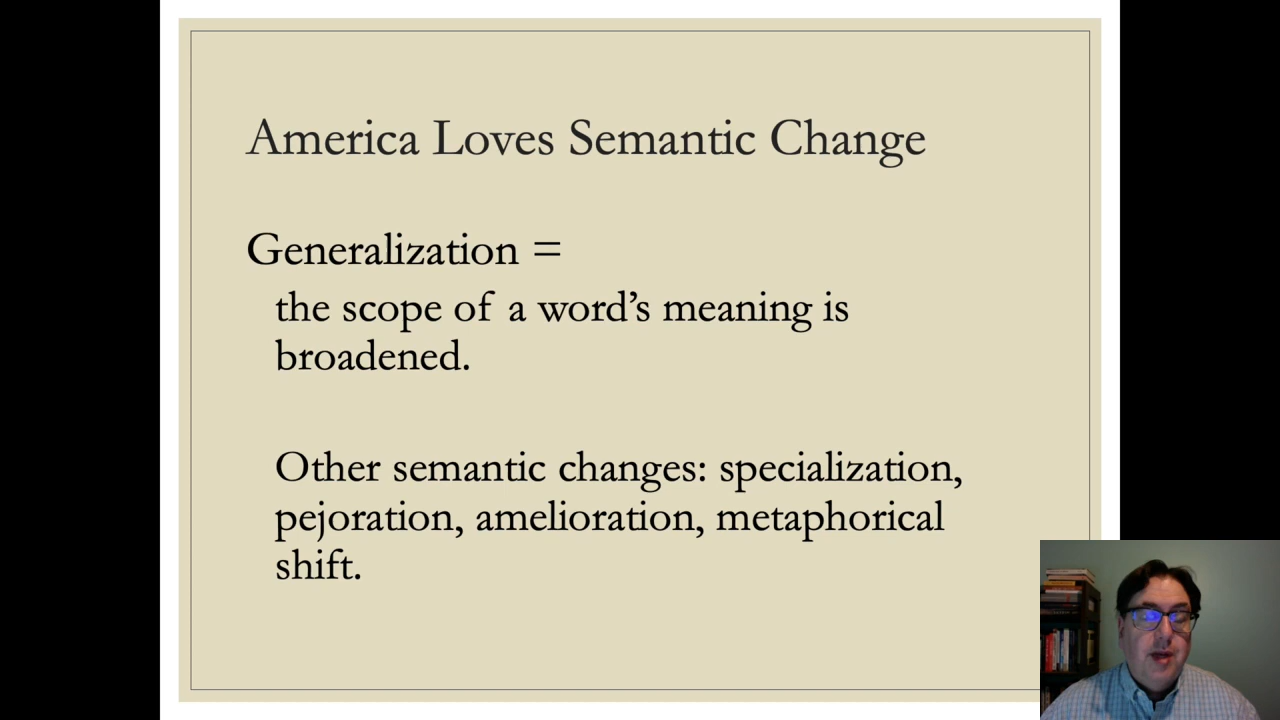 America Loves Semantic Change
Generalization =
the scope of a word’s meaning is
broadened.
Other semantic changes: specialization,
pejoration, amelioration, metaphorical
shift.